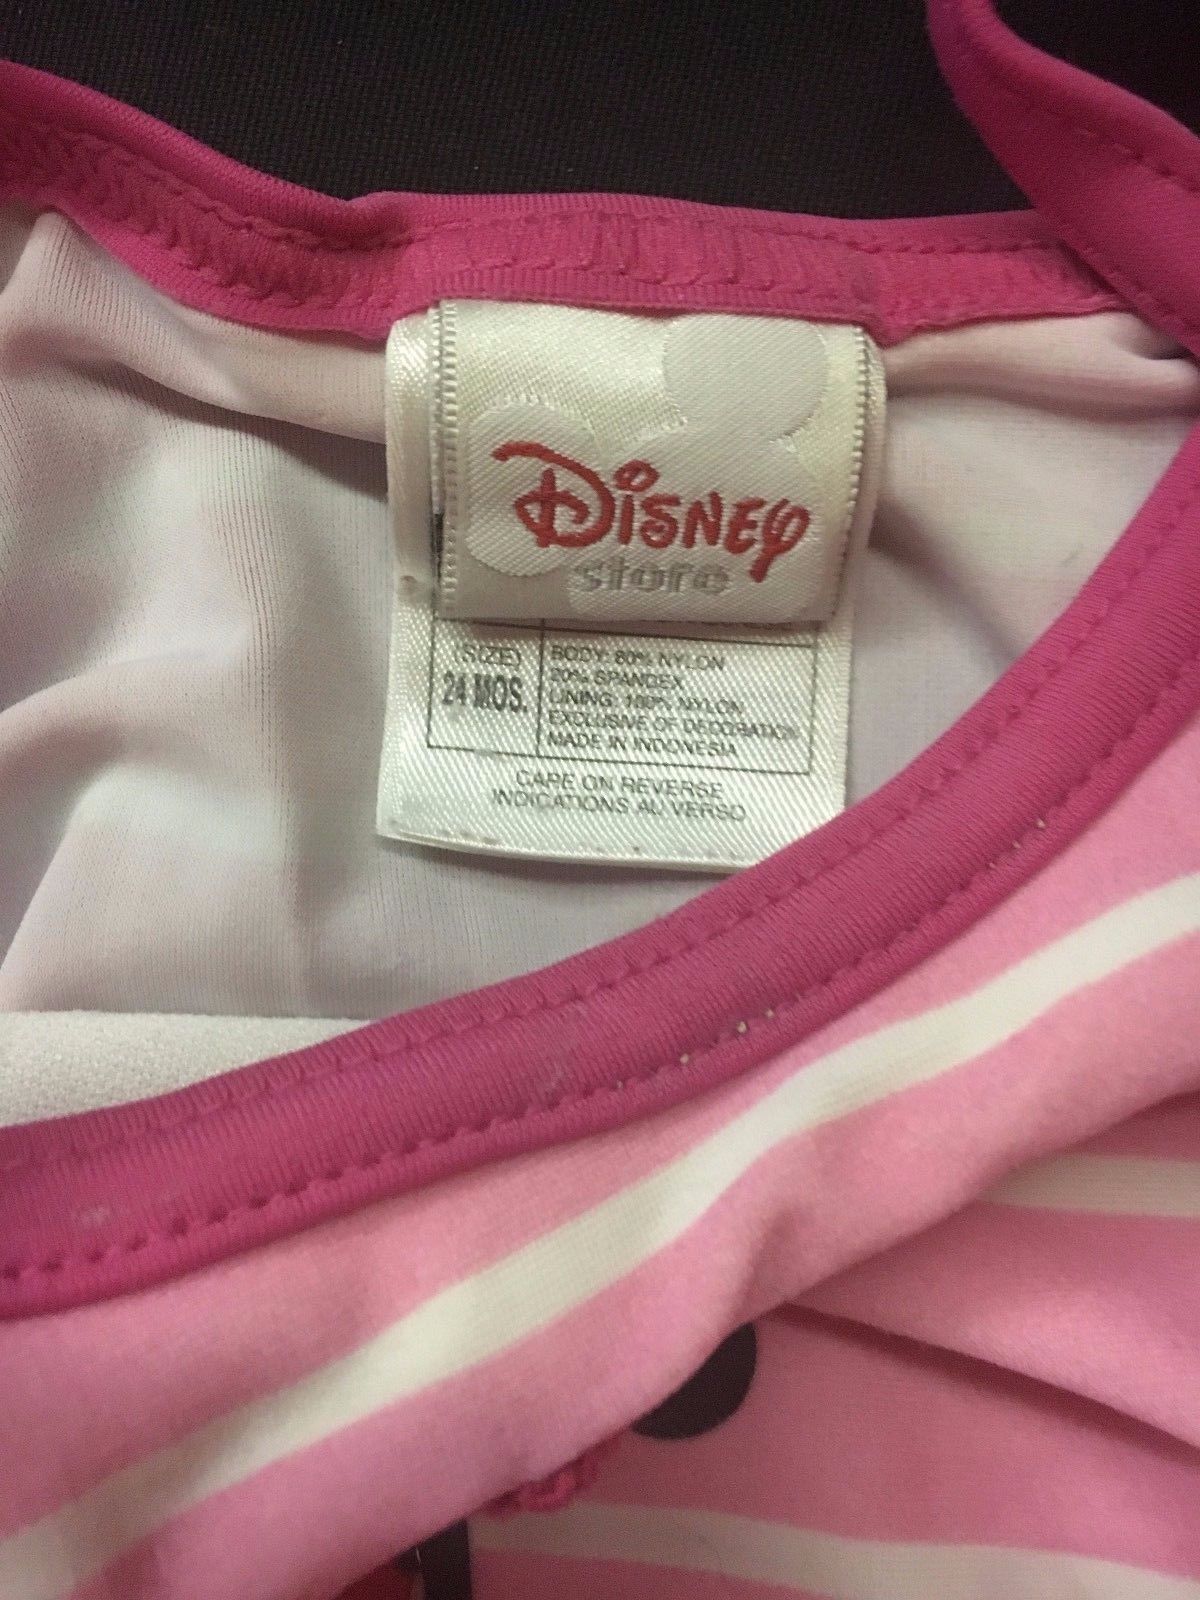 Disney
store
(SIZE)
24 MOS.
BODY: 80% NYLON
20% SPANDEX
LINING: 100% NYLON
EXCLUSIVE OF DECORATION
MADE IN INDONESIA
CARE ON REVERSE
INDICATIONS AU VERSO